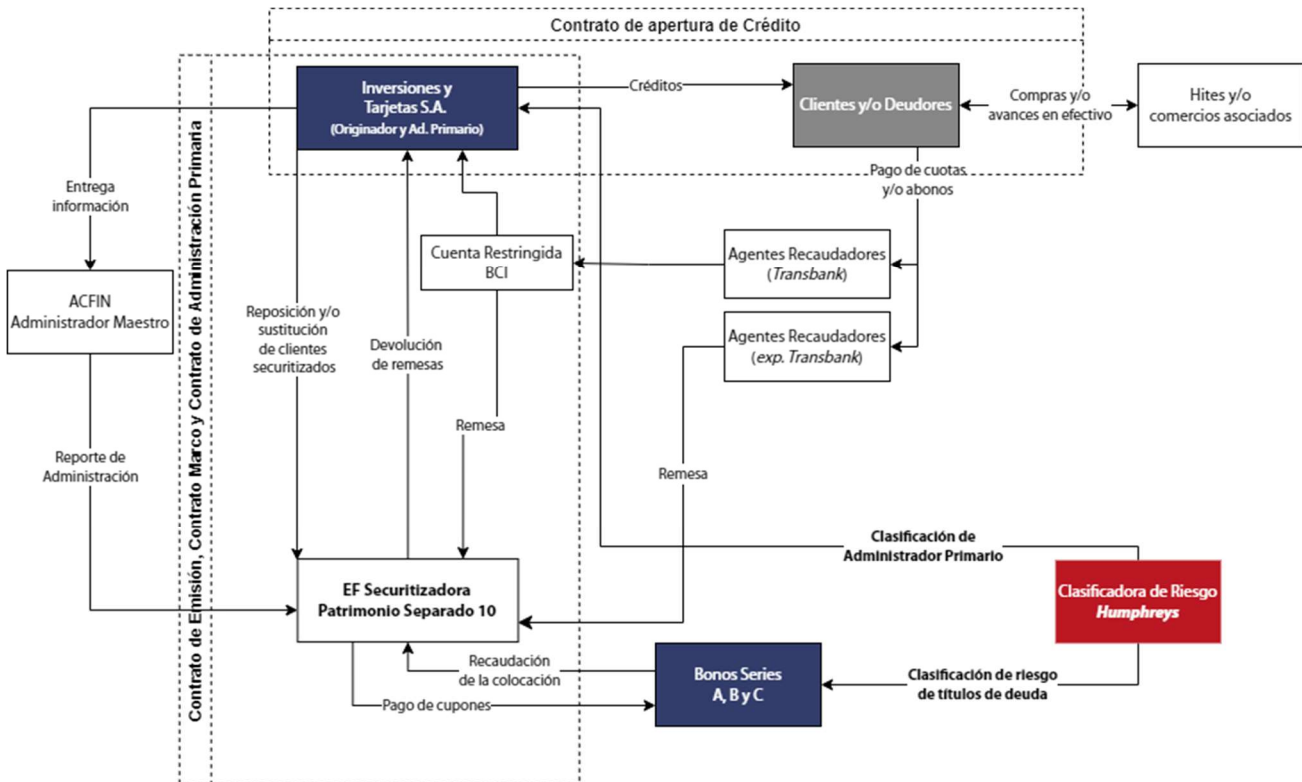 Contrato de apertura de Crédito
Contrato de Emisión, Contrato Marco y Contrato de Administración Primaria
Inversiones y
Tarjetas S.A.
(Originador y Ad. Primario)
Créditos
Clientes y/o Deudores
Compras y/o
avances en efectivo
Hites y/o
comercios asociados
Pago de cuotas
y/o abonos
Entrega
información
Cuenta Restringida
BCI
Agentes Recaudadores
(Transbank)
ACFIN
Administrador Maestro
Reposición y/o
sustitución
de clientes
securitizados
Devolución
de remesas
Agentes Recaudadores
(exp. Transbank)
Remesa
Reporte de
Administración
Remesa
Clasificación de
Administrador Primario
EF Securitizadora
Patrimonio Separado 10
Clasificadora de Riesgo
Humphreys
Recaudación
de la colocación
Bonos Series
A, B y C
Clasificación de riesgo
de títulos de deuda
Pago de cupones